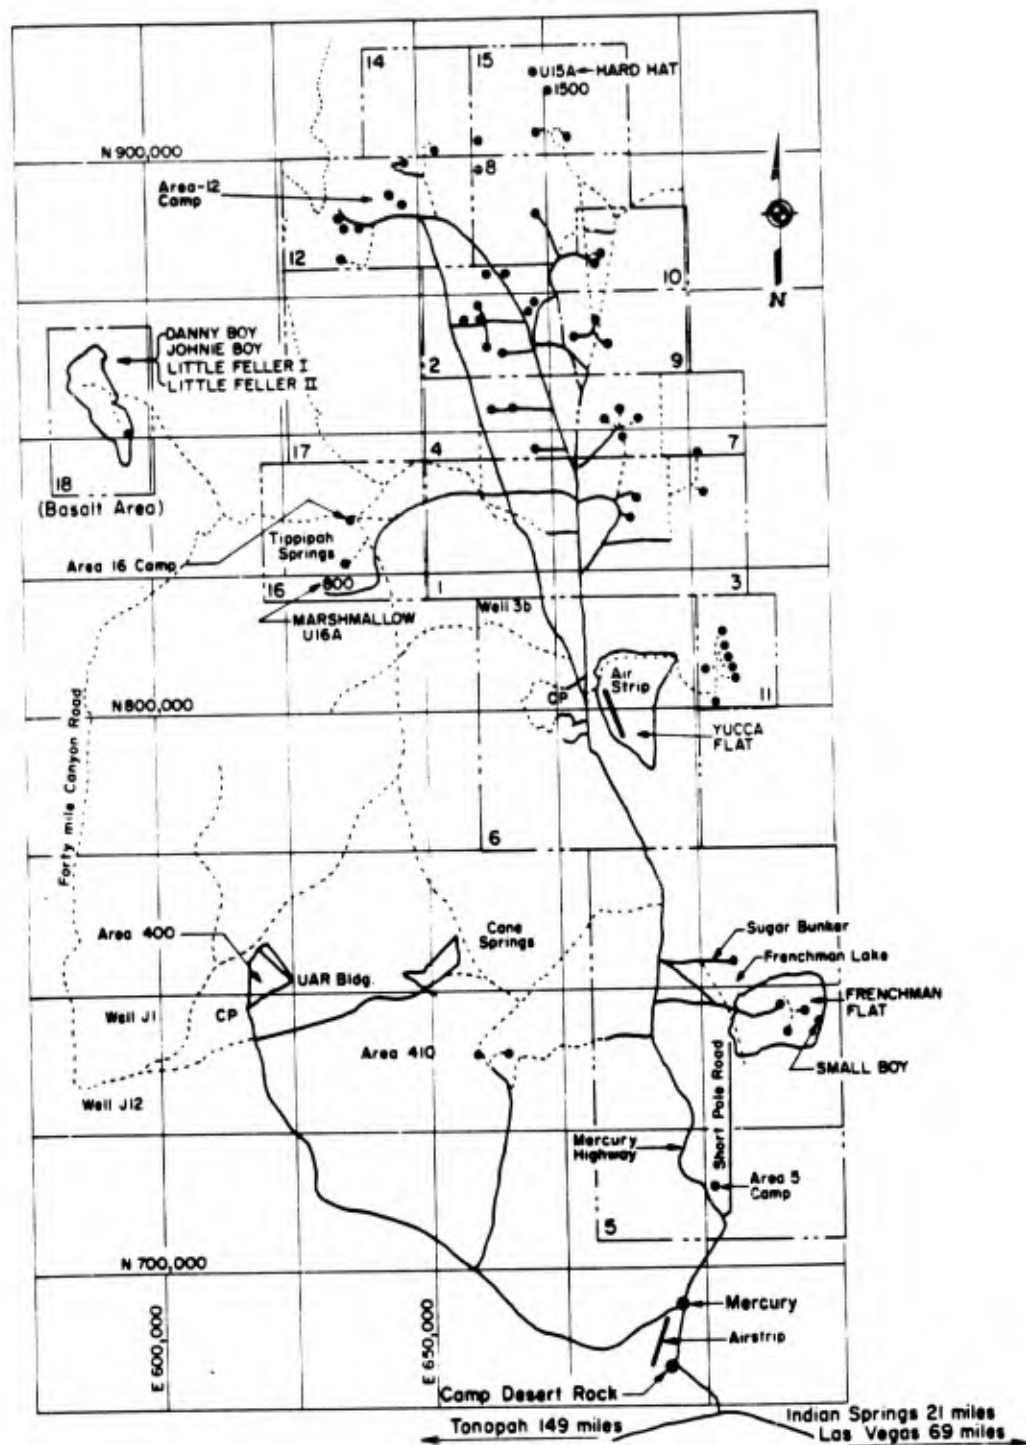 14
15
U15A HARD HAT
1500
N 900,000
8
Area-12
Camp
12
10
DANNY BOY
JOHNIE BOY
LITTLE FELLER I
LITTLE FELLER II
2
9
N
17
4
7
18
(Basalt Area)
Tippipah
Springs
Area 16 Camp
800
16
1
3
MARSHMALLOW
U16A
Well 3b
Air
Strip
CP
11
N 800,000
YUCCA
FLAT
Forty mile Canyon Road
6
Cane
Springs
Sugar Bunker
Area 400
Frenchman Lake
UAR Bldg.
FRENCHMAN
FLAT
Well J1
CP
Area 410
SMALL BOY
Well J12
Short Pole Road
Mercury
Highway
Area 5
Camp
5
N 700,000
Mercury
E 600,000
E 650,000
Airstrip
Camp Desert Rock
Indian Springs 21 miles
Tonopah 149 miles
Las Vegas 69 miles